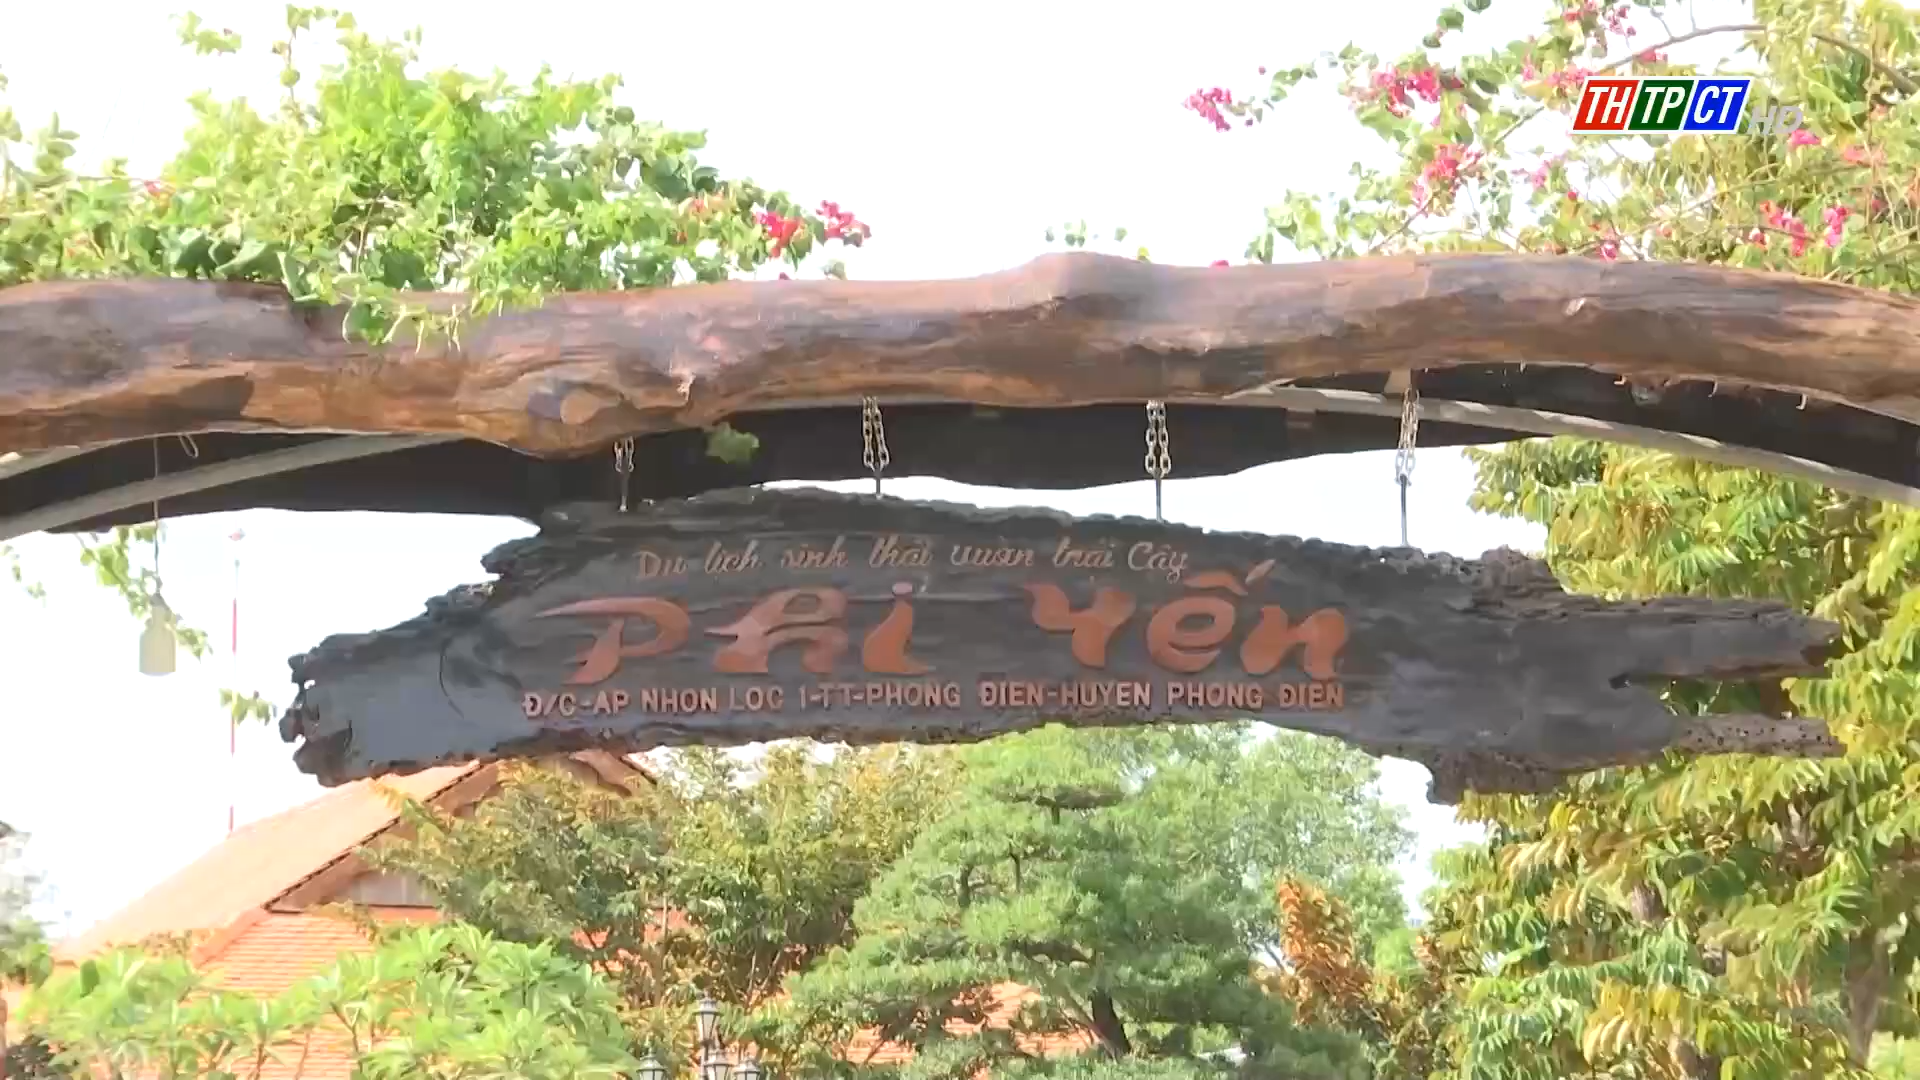 THTPCT HD
Du lịch sinh thái vườn trái Cây
Phi Yến
Đ/C-AP NHON LOC 1-TT-PHONG ĐIEN-HUYEN PHONG ĐIEN